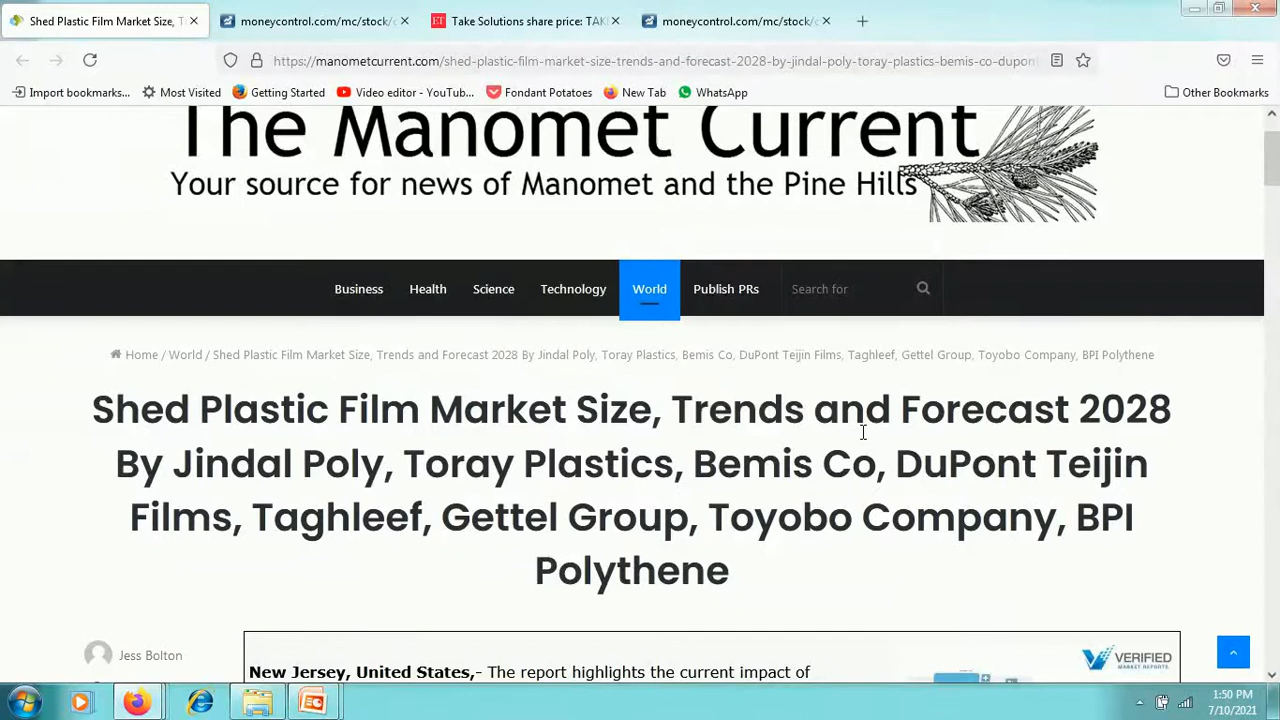 Shed Plastic Film Market Size, T
moneycontrol.com/mc/stock/c
ET Take Solutions share price: TAK
moneycontrol.com/mc/stock/c
https://manometcurrent.com/shed-plastic-film-market-size-trends-and-forecast-2028-by-jindal-poly-toray-plastics-bemis-co-dupont
Import bookmarks... Most Visited Getting Started Video editor - YouTub... Fondant Potatoes New Tab WhatsApp Other Bookmarks
The Manomet Current
Your source for news of Manomet and the Pine Hills
Business Health Science Technology World Publish PRs Search for
Home / World / Shed Plastic Film Market Size, Trends and Forecast 2028 By Jindal Poly, Toray Plastics, Bemis Co, DuPont Teijin Films, Taghleef, Gettel Group, Toyobo Company, BPI Polythene
Shed Plastic Film Market Size, Trends and Forecast 2028
By Jindal Poly, Toray Plastics, Bemis Co, DuPont Teijin
Films, Taghleef, Gettel Group, Toyobo Company, BPI
Polythene
Jess Bolton
New Jersey, United States,- The report highlights the current impact of
VERIFIED
MARKET REPORTS
1:50 PM
7/10/2021